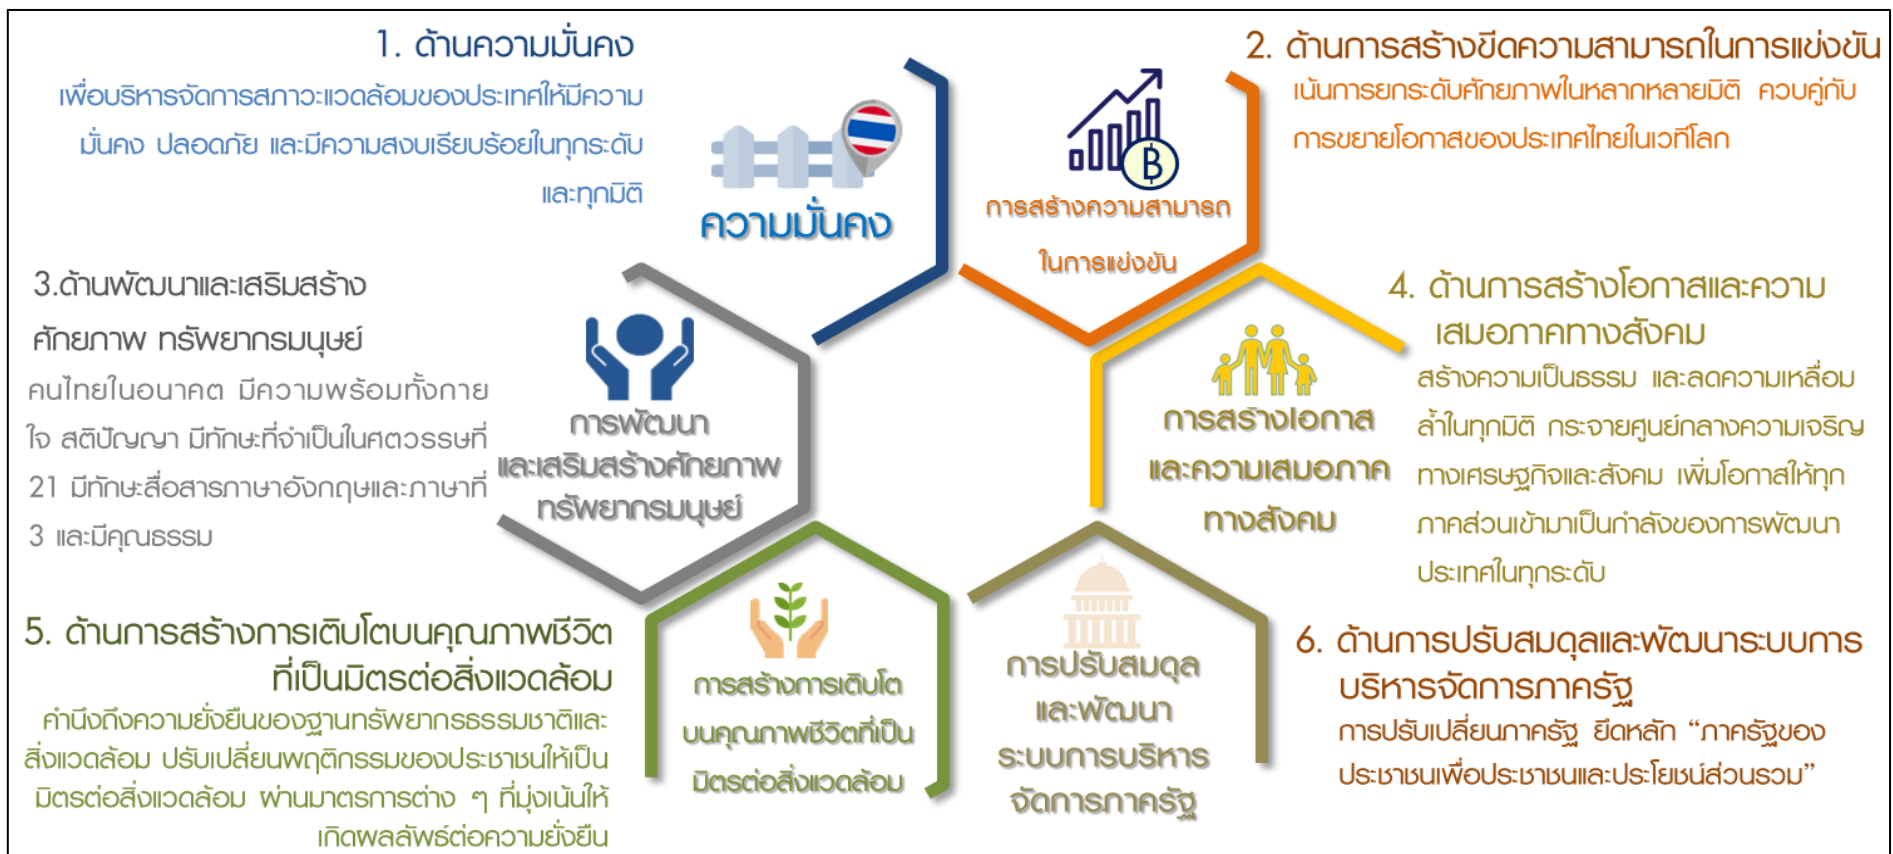 1. ด้านความมั่นคง
เพื่อบริหารจัดการสภาวะแวดล้อมของประเทศให้มีความ
มั่นคง ปลอดภัย และมีความสงบเรียบร้อยในทุกระดับ
และทุกมิติ
ความมั่นคง
2. ด้านการสร้างขีดความสามารถในการแข่งขัน
เน้นการยกระดับศักยภาพในหลากหลายมิติ ควบคู่กับ
การขยายโอกาสของประเทศไทยในเวทีโลก
฿
การสร้างความสามารถ
ในการแข่งขัน
3.ด้านพัฒนาและเสริมสร้าง
ศักยภาพ ทรัพยากรมนุษย์
คนไทยในอนาคต มีความพร้อมทั้งกาย
ใจ สติปัญญา มีทักษะที่จำเป็นในศตวรรษที่
21 มีทักษะสื่อสารภาษาอังกฤษและภาษาที่
3 และมีคุณธรรม
การพัฒนา
และเสริมสร้างศักยภาพ
ทรัพยากรมนุษย์
4. ด้านการสร้างโอกาสและความ
เสมอภาคทางสังคม
สร้างความเป็นธรรม และลดความเหลื่อม
ล้ำในทุกมิติ กระจายศูนย์กลางความเจริญ
ทางเศรษฐกิจและสังคม เพิ่มโอกาสให้ทุก
ภาคส่วนเข้ามาเป็นกำลังของการพัฒนา
ประเทศในทุกระดับ
การสร้างโอกาส
และความเสมอภาค
ทางสังคม
5. ด้านการสร้างการเติบโตบนคุณภาพชีวิต
ที่เป็นมิตรต่อสิ่งแวดล้อม
คำนึงถึงความยั่งยืนของฐานทรัพยากรธรรมชาติและ
สิ่งแวดล้อม ปรับเปลี่ยนพฤติกรรมของประชาชนให้เป็น
มิตรต่อสิ่งแวดล้อม ผ่านมาตรการต่าง ๆ ที่มุ่งเน้นให้
เกิดผลลัพธ์ต่อความยั่งยืน
การสร้างการเติบโต
บนคุณภาพชีวิตที่เป็น
มิตรต่อสิ่งแวดล้อม
การปรับสมดุล
และพัฒนา
ระบบการบริหาร
จัดการภาครัฐ
6. ด้านการปรับสมดุลและพัฒนาระบบการ
บริหารจัดการภาครัฐ
การปรับเปลี่ยนภาครัฐ ยึดหลัก “ภาครัฐของ
ประชาชนเพื่อประชาชนและประโยชน์ส่วนรวม”